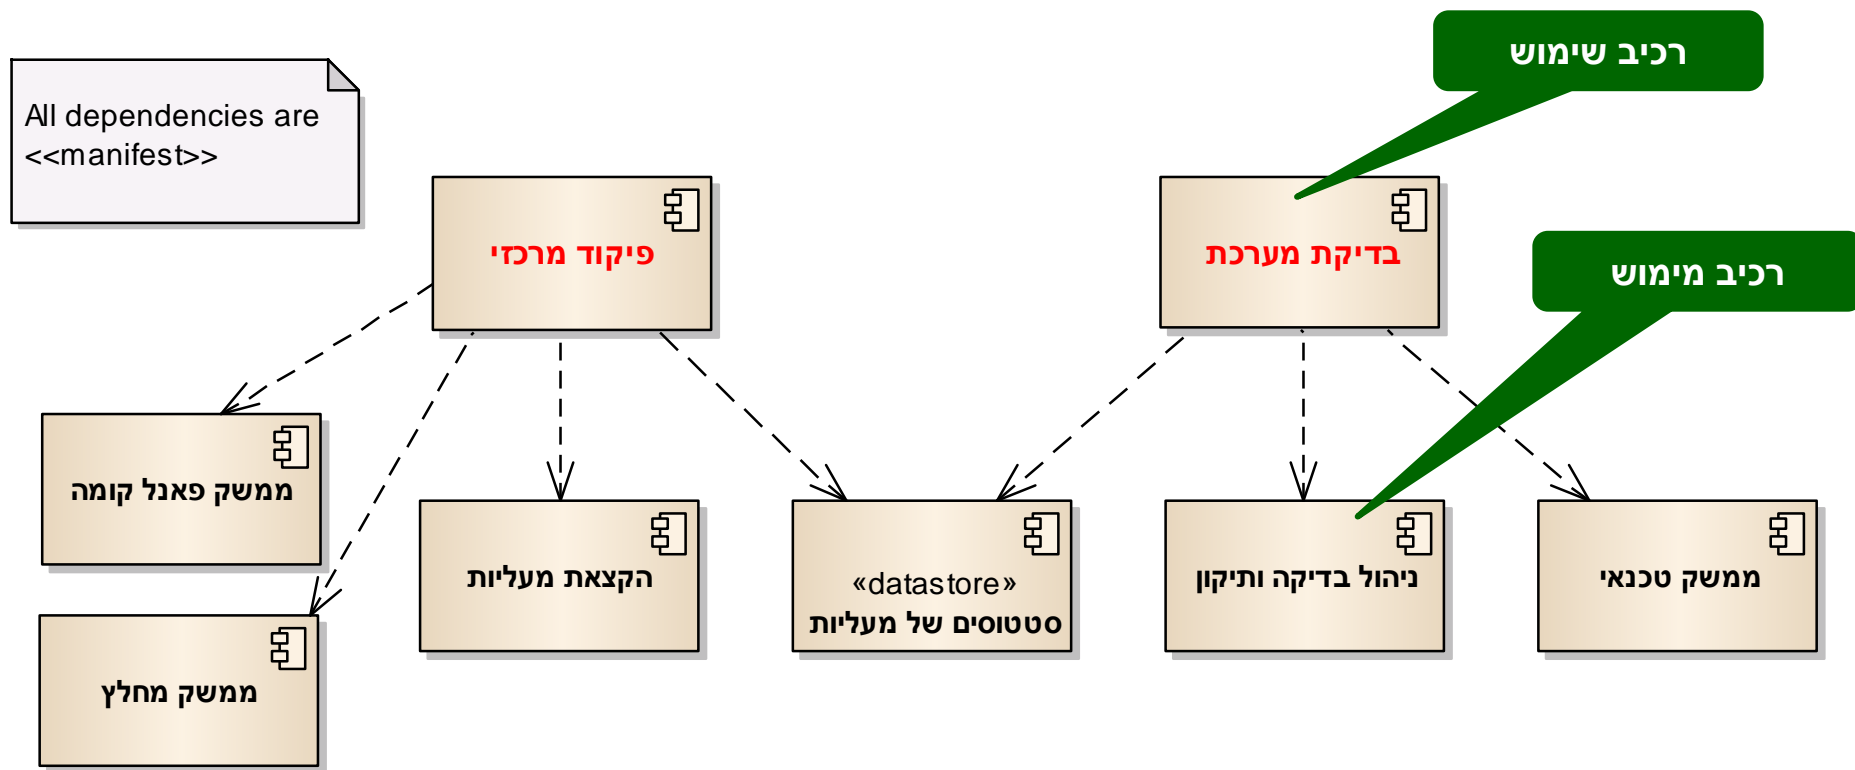 רכיב שימוש
All dependencies are
<<manifest>>
פיקוד מרכזי
בדיקת מערכת
רכיב מימוש
ממשק פאנל קומה
הקצאת מעליות
«datastore»
סטטוסים של מעליות
ניהול בדיקה ותיקון
ממשק טכנאי
ממשק מחלץ